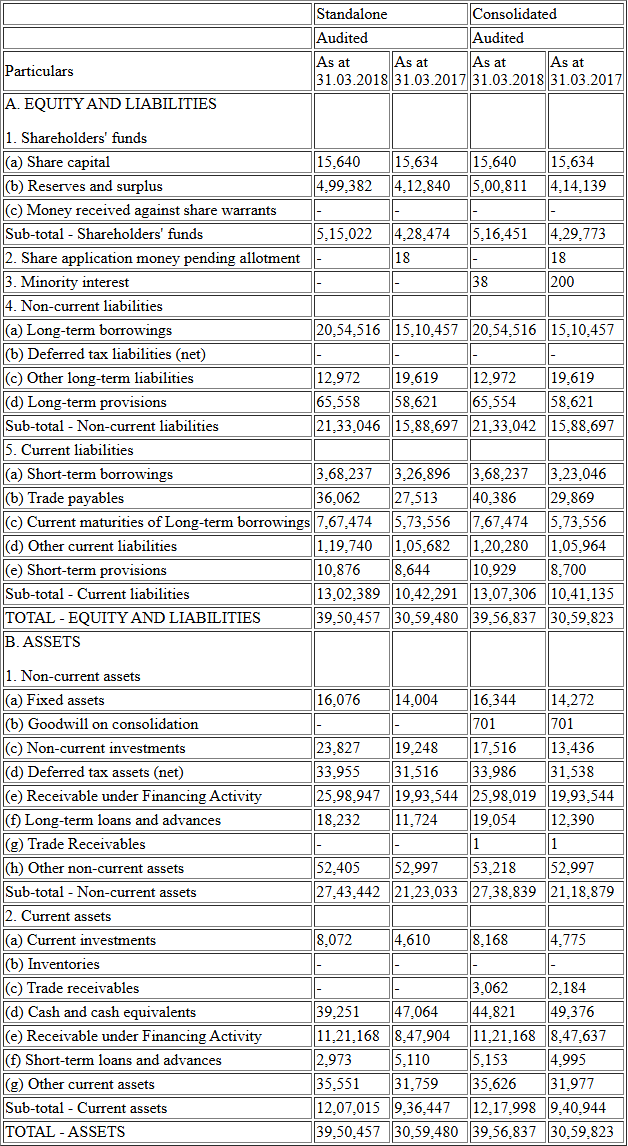 Standalone Consolidated
Audited Audited
Particulars As at 31.03.2018 As at 31.03.2017 As at 31.03.2018 As at 31.03.2017
A. EQUITY AND LIABILITIES
1. Shareholders' funds
(a) Share capital 15,640 15,634 15,640 15,634
(b) Reserves and surplus 4,99,382 4,12,840 5,00,811 4,14,139
(c) Money received against share warrants - - - -
Sub-total - Shareholders' funds 5,15,022 4,28,474 5,16,451 4,29,773
2. Share application money pending allotment - 18 - 18
3. Minority interest - - 38 200
4. Non-current liabilities
(a) Long-term borrowings 20,54,516 15,10,457 20,54,516 15,10,457
(b) Deferred tax liabilities (net) - - - -
(c) Other long-term liabilities 12,972 19,619 12,972 19,619
(d) Long-term provisions 65,558 58,621 65,554 58,621
Sub-total - Non-current liabilities 21,33,046 15,88,697 21,33,042 15,88,697
5. Current liabilities
(a) Short-term borrowings 3,68,237 3,26,896 3,68,237 3,23,046
(b) Trade payables 36,062 27,513 40,386 29,869
(c) Current maturities of Long-term borrowings 7,67,474 5,73,556 7,67,474 5,73,556
(d) Other current liabilities 1,19,740 1,05,682 1,20,280 1,05,964
(e) Short-term provisions 10,876 8,644 10,929 8,700
Sub-total - Current liabilities 13,02,389 10,42,291 13,07,306 10,41,135
TOTAL - EQUITY AND LIABILITIES 39,50,457 30,59,480 39,56,837 30,59,823
B. ASSETS
1. Non-current assets
(a) Fixed assets 16,076 14,004 16,344 14,272
(b) Goodwill on consolidation - - 701 701
(c) Non-current investments 23,827 19,248 17,516 13,436
(d) Deferred tax assets (net) 33,955 31,516 33,986 31,538
(e) Receivable under Financing Activity 25,98,947 19,93,544 25,98,019 19,93,544
(f) Long-term loans and advances 18,232 11,724 19,054 12,390
(g) Trade Receivables - - 1 1
(h) Other non-current assets 52,405 52,997 53,218 52,997
Sub-total - Non-current assets 27,43,442 21,23,033 27,38,839 21,18,879
2. Current assets
(a) Current investments 8,072 4,610 8,168 4,775
(b) Inventories - - - -
(c) Trade receivables - - 3,062 2,184
(d) Cash and cash equivalents 39,251 47,064 44,821 49,376
(e) Receivable under Financing Activity 11,21,168 8,47,904 11,21,168 8,47,637
(f) Short-term loans and advances 2,973 5,110 5,153 4,995
(g) Other current assets 35,551 31,759 35,626 31,977
Sub-total - Current assets 12,07,015 9,36,447 12,17,998 9,40,944
TOTAL - ASSETS 39,50,457 30,59,480 39,56,837 30,59,823